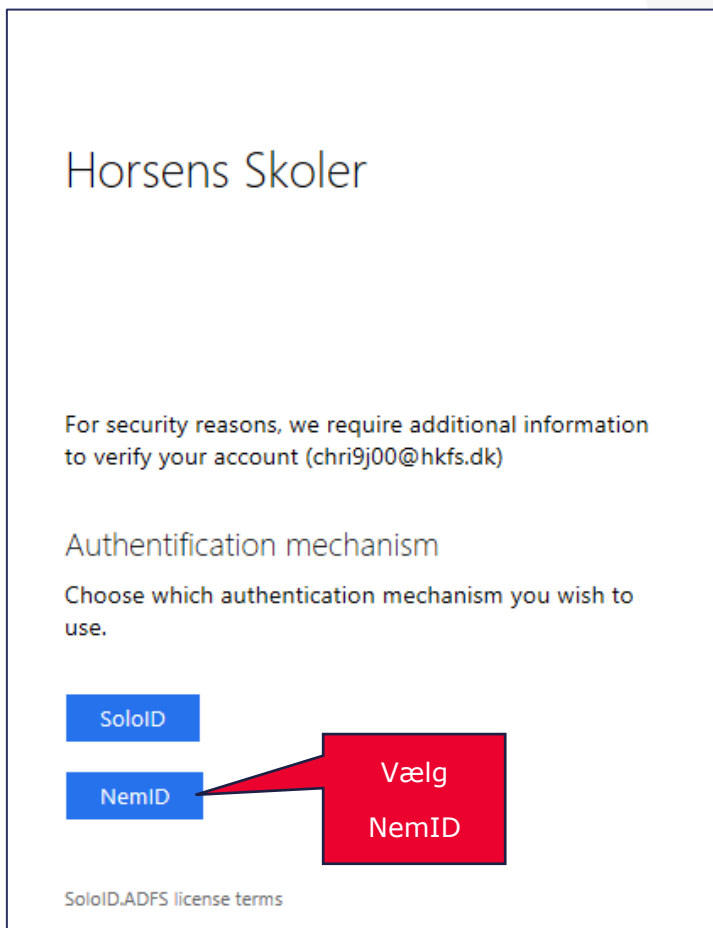 Horsens Skoler
For security reasons, we require additional information
to verify your account (chri9j00@hkfs.dk)
Authentification mechanism
Choose which authentication mechanism you wish to
use.
SoloID
NemID
Vælg
NemID
SoloID.ADFS license terms